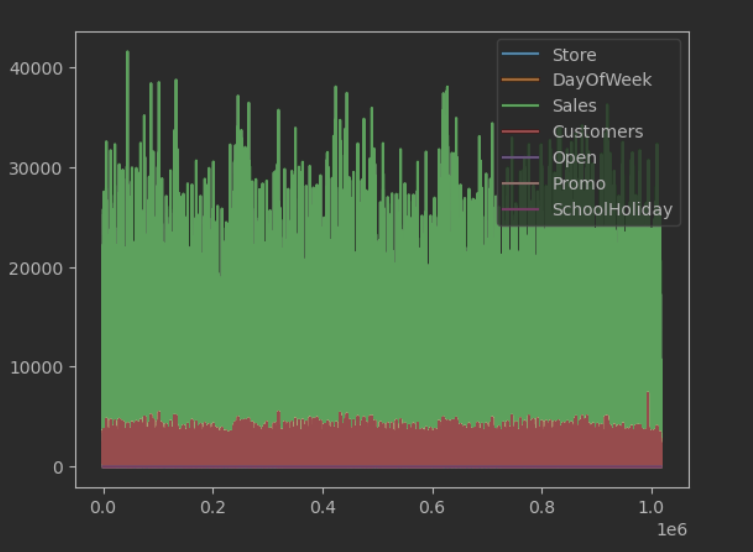 40000
30000
20000
10000
0
Store
DayOfWeek
Sales
Customers
Open
Promo
SchoolHoliday
0.0 0.2 0.4 0.6 0.8 1.0
1e6